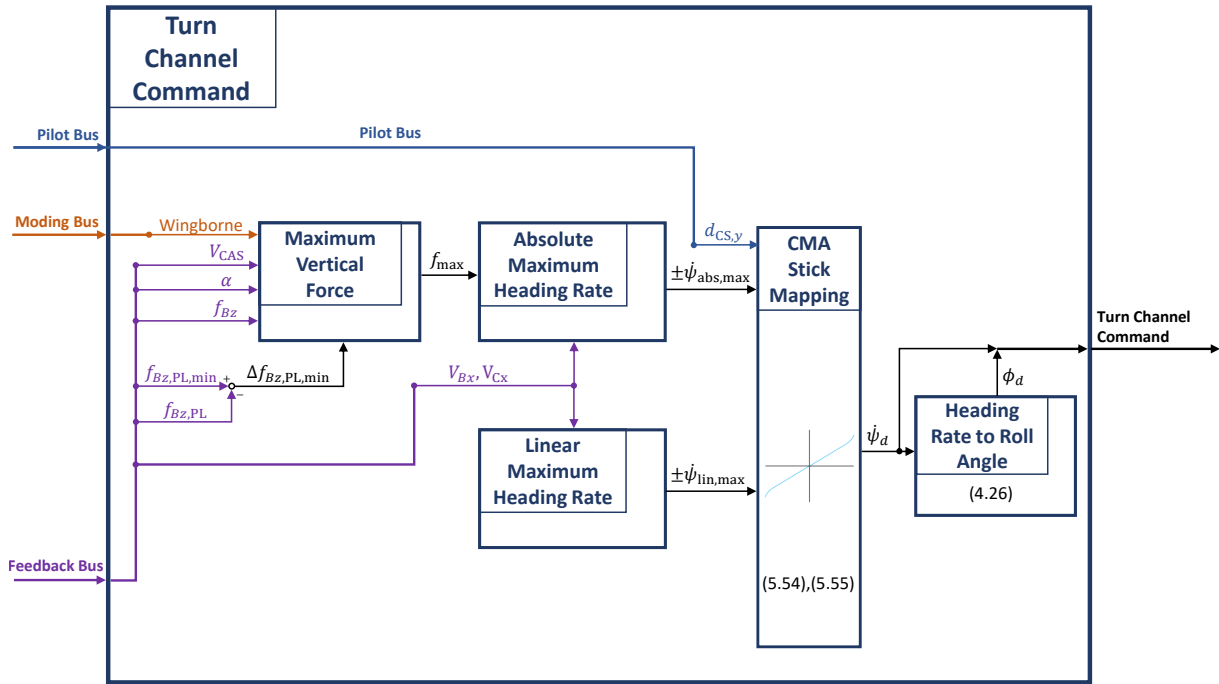 Turn
Channel
Command
Pilot Bus
Pilot Bus
Moding Bus
Wingborne
V_CAS
α
f_Bz
Maximum
Vertical
Force
f_max
Absolute
Maximum
Heading Rate
d_CS,y
±ψ̇_abs,max
CMA
Stick
Mapping
Turn Channel
Command
f_Bz,PL,min
+
−
Δf_Bz,PL,min
f_Bz,PL
V_Bx, V_Cx
ϕ_d
Linear
Maximum
Heading Rate
±ψ̇_lin,max
ψ̇_d
Heading
Rate to Roll
Angle
(4.26)
Feedback Bus
(5.54),(5.55)